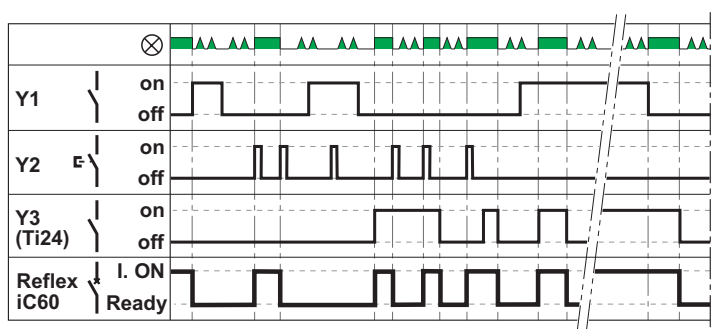 on
Y1
off
on
Y2
off
Y3 on
(Ti24) off
Reflex I. ON
iC60 Ready